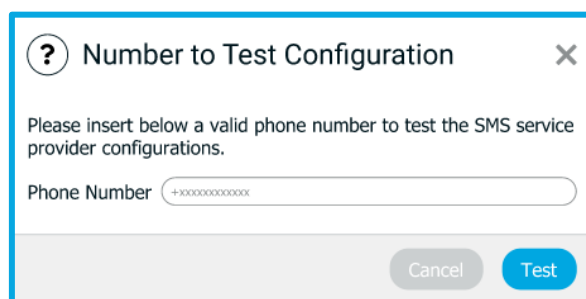 ? Number to Test Configuration
Please insert below a valid phone number to test the SMS service
provider configurations.
Phone Number +xxxxxxxxxxxx
Cancel Test